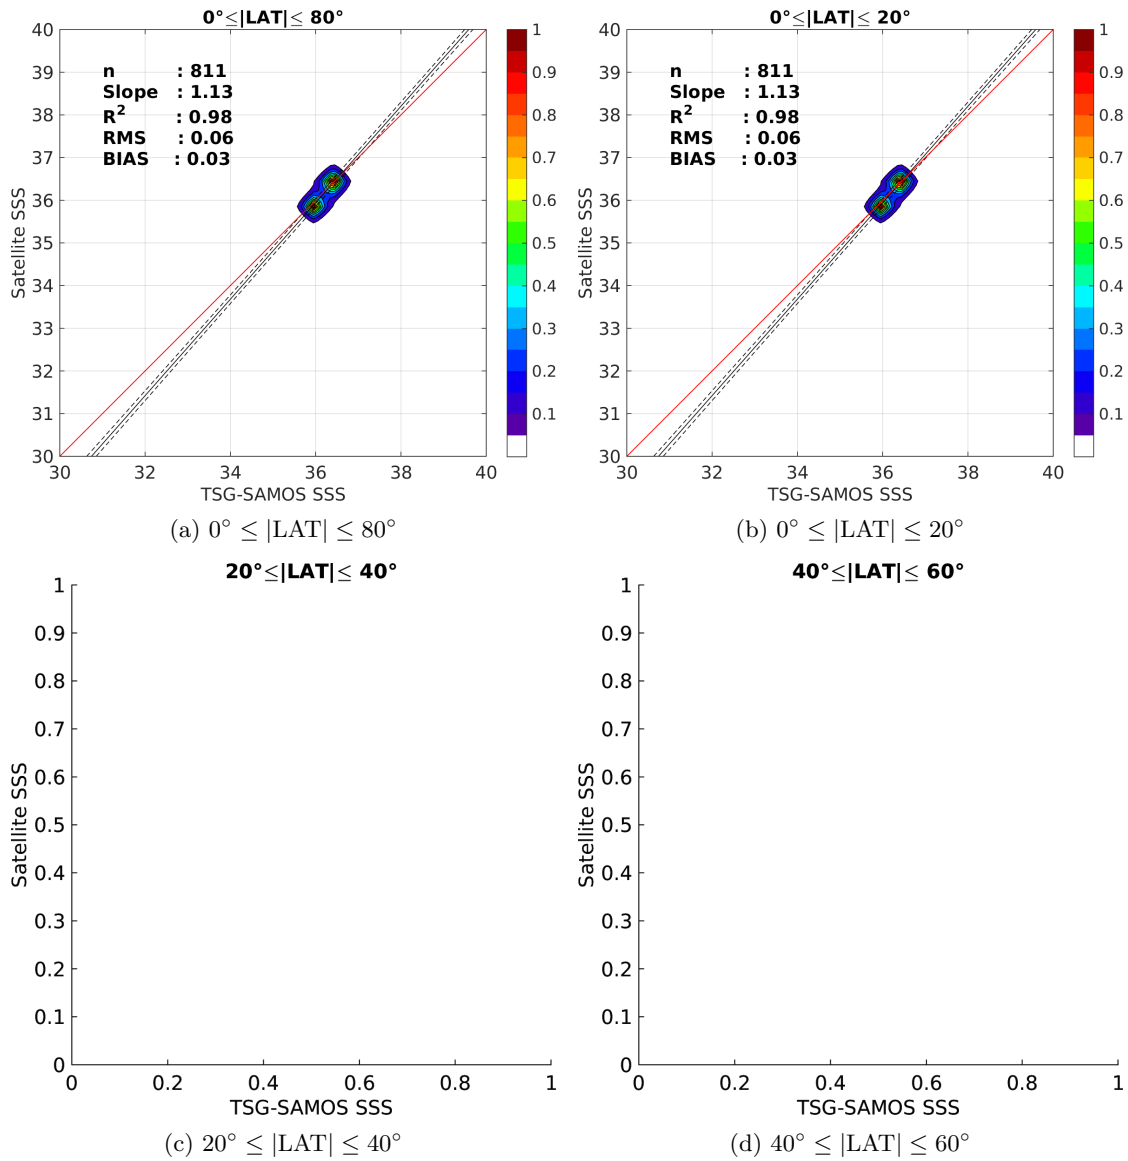 0°≤|LAT|≤ 80°
40
39
38
37
36
35
34
33
32
31
30
30 32 34 36 38 40
n : 811
Slope : 1.13
R² : 0.98
RMS : 0.06
BIAS : 0.03
Satellite SSS
TSG-SAMOS SSS
1
0.9
0.8
0.7
0.6
0.5
0.4
0.3
0.2
0.1
(a) 0° ≤ |LAT| ≤ 80°
0°≤|LAT|≤ 20°
40
39
38
37
36
35
34
33
32
31
30
30 32 34 36 38 40
n : 811
Slope : 1.13
R² : 0.98
RMS : 0.06
BIAS : 0.03
Satellite SSS
TSG-SAMOS SSS
1
0.9
0.8
0.7
0.6
0.5
0.4
0.3
0.2
0.1
(b) 0° ≤ |LAT| ≤ 20°
20°≤|LAT|≤ 40°
1
0.9
0.8
0.7
0.6
0.5
0.4
0.3
0.2
0.1
0
0 0.2 0.4 0.6 0.8 1
Satellite SSS
TSG-SAMOS SSS
(c) 20° ≤ |LAT| ≤ 40°
40°≤|LAT|≤ 60°
1
0.9
0.8
0.7
0.6
0.5
0.4
0.3
0.2
0.1
0
0 0.2 0.4 0.6 0.8 1
Satellite SSS
TSG-SAMOS SSS
(d) 40° ≤ |LAT| ≤ 60°